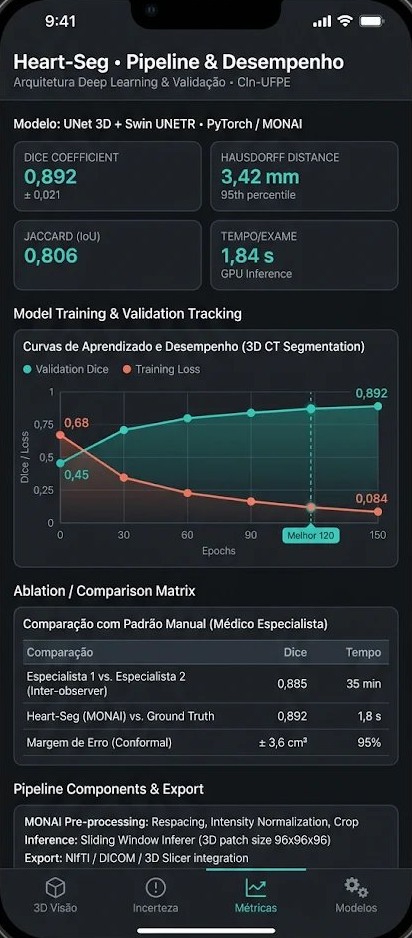 9:41
Heart-Seg • Pipeline & Desempenho
Arquitetura Deep Learning & Validação • CIn-UFPE
Modelo: UNet 3D + Swin UNETR • PyTorch / MONAI
DICE COEFFICIENT
0,892
± 0,021
HAUSDORFF DISTANCE
3,42 mm
95th percentile
JACCARD (IoU)
0,806
TEMPO/EXAME
1,84 s
GPU Inference
Model Training & Validation Tracking
Curvas de Aprendizado e Desempenho (3D CT Segmentation)
Validation Dice
Training Loss
Dice / Loss
1
0,75
0,5
0,25
0
0,68
0,45
0,892
0,084
0
30
60
90
Melhor 120
150
Epochs
Ablation / Comparison Matrix
Comparação com Padrão Manual (Médico Especialista)
Comparação Dice Tempo
Especialista 1 vs. Especialista 2
(Inter-observer) 0,885 35 min
Heart-Seg (MONAI) vs. Ground Truth 0,892 1,8 s
Margem de Erro (Conformal) ± 3,6 cm³ 95%
Pipeline Components & Export
MONAI Pre-processing: Respacing, Intensity Normalization, Crop
Inference: Sliding Window Inferer (3D patch size 96x96x96)
Export: NIfTI / DICOM / 3D Slicer integration
3D Visão
Incerteza
Métricas
Modelos